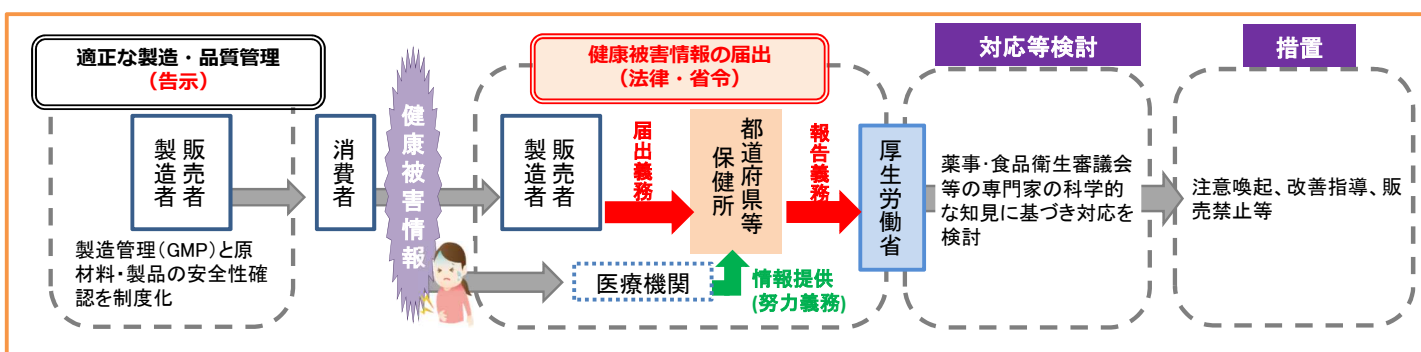 適正な製造・品質管理
（告示）
販売者
製造者
製造管理（GMP）と原
材料・製品の安全性確
認を制度化
消費者
健康被害情報
健康被害情報の届出
（法律・省令）
販売者
製造者
届出義務
都道府県等
保健所
報告義務
厚生労働省
医療機関
情報提供
(努力義務)
対応等検討
薬事・食品衛生審議会
等の専門家の科学的
な知見に基づき対応を
検討
措置
注意喚起、改善指導、販
売禁止等